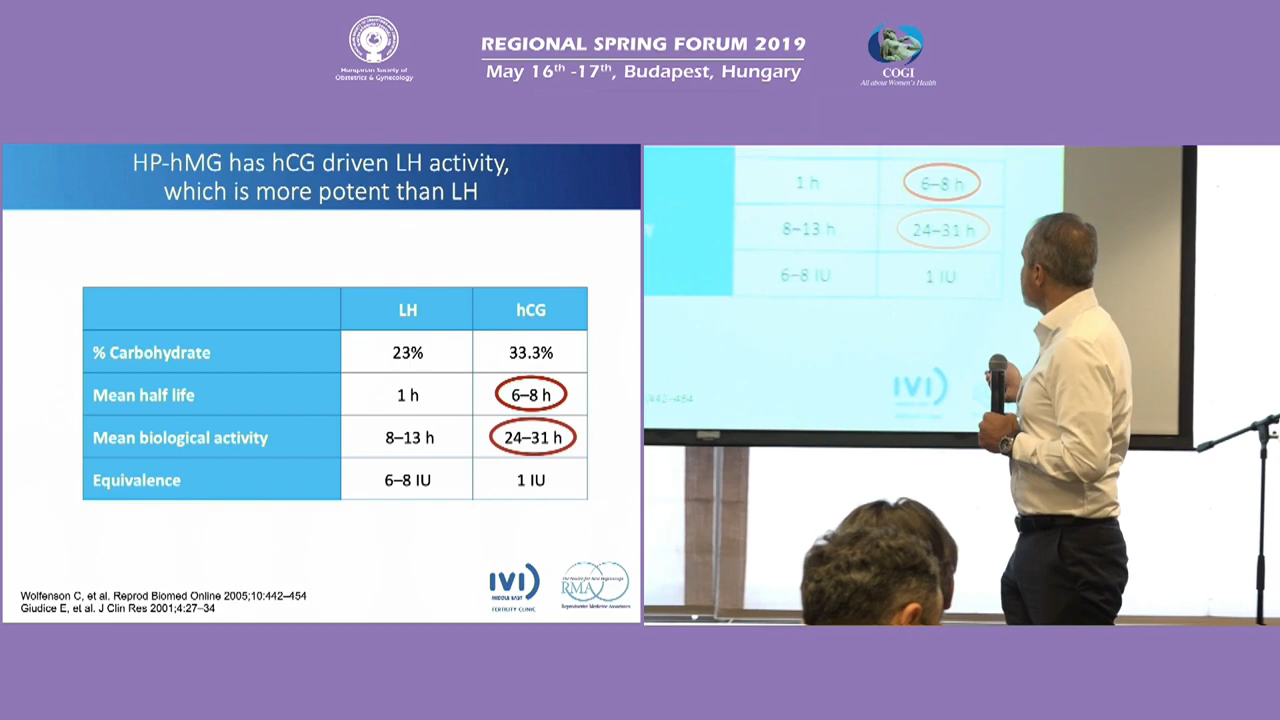 Hungarian Society of
Obstetrics & Gynecology
REGIONAL SPRING FORUM 2019
May 16th -17th, Budapest, Hungary
COGI
All about Women's Health
HP-hMG has hCG driven LH activity,
which is more potent than LH
LH hCG
% Carbohydrate 23% 33.3%
Mean half life 1 h 6–8 h
Mean biological activity 8–13 h 24–31 h
Equivalence 6–8 IU 1 IU
Wolfenson C, et al. Reprod Biomed Online 2005;10:442–454
Giudice E, et al. J Clin Res 2001;4:27–34
IVI
MIDDLE EAST
FERTILITY CLINIC
RMA
Reproductive Medicine Associates
1 h 6–8 h
8–13 h 24–31 h
6–8 IU 1 IU
IVI